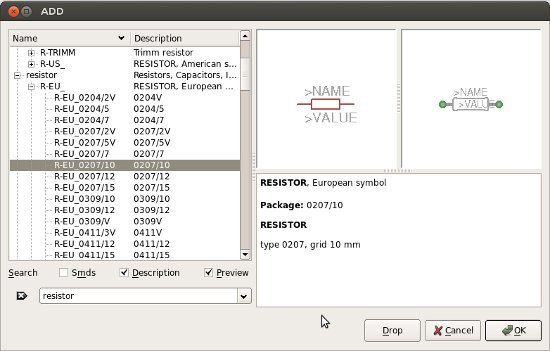 ADD
Name Description
R-TRIMM Trimm resistor
R-US_ RESISTOR, American s...
resistor Resistors, Capacitors, I...
R-EU_ RESISTOR, European ...
R-EU_0204/2V 0204V
R-EU_0204/5 0204/5
R-EU_0204/7 0204/7
R-EU_0207/2V 0207/2V
R-EU_0207/5V 0207/5V
R-EU_0207/7 0207/7
R-EU_0207/10 0207/10
R-EU_0207/12 0207/12
R-EU_0207/15 0207/15
R-EU_0309/10 0309/10
R-EU_0309/12 0309/12
R-EU_0309/V 0309V
R-EU_0411/3V 0411V
R-EU_0411/12 0411/12
R-EU_0411/15 0411/15
>NAME
>VALUE
>NAME
>VALU
RESISTOR, European symbol
Package: 0207/10
RESISTOR
type 0207, grid 10 mm
Search Smds Description Preview
resistor
Drop Cancel OK